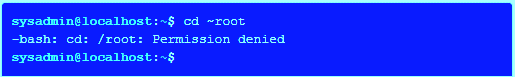 sysadmin@localhost:~$ cd ~root
-bash: cd: /root: Permission denied
sysadmin@localhost:~$